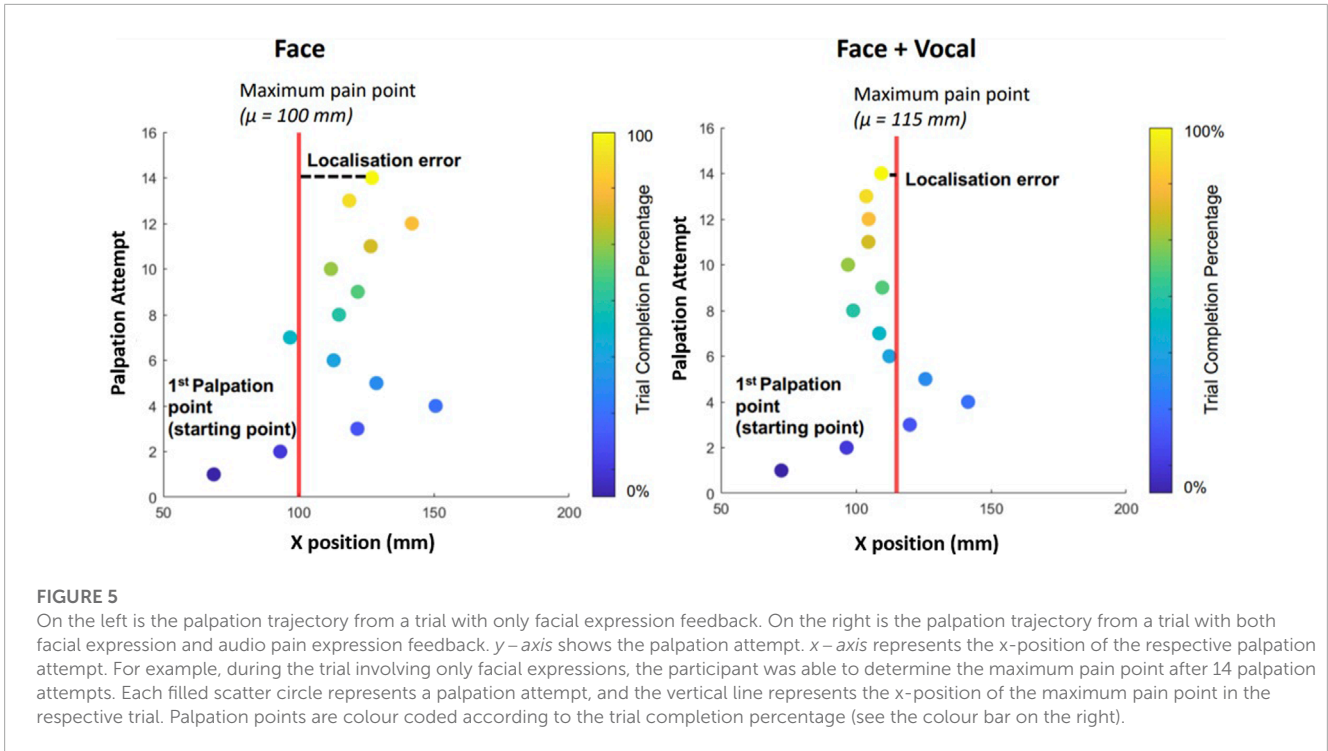 Face
Maximum pain point
(μ = 100 mm)
Localisation error
1st Palpation
point
(starting point)
Palpation Attempt
0
2
4
6
8
10
12
14
16
50
100
150
200
X position (mm)
100
0%
Trial Completion Percentage
Face + Vocal
Maximum pain point
(μ = 115 mm)
Localisation error
1st Palpation
point
(starting point)
Palpation Attempt
0
2
4
6
8
10
12
14
16
50
100
150
200
X position (mm)
100%
0%
Trial Completion Percentage
FIGURE 5
On the left is the palpation trajectory from a trial with only facial expression feedback. On the right is the palpation trajectory from a trial with both
facial expression and audio pain expression feedback. y – axis shows the palpation attempt. x – axis represents the x-position of the respective palpation
attempt. For example, during the trial involving only facial expressions, the participant was able to determine the maximum pain point after 14 palpation
attempts. Each filled scatter circle represents a palpation attempt, and the vertical line represents the x-position of the maximum pain point in the
respective trial. Palpation points are colour coded according to the trial completion percentage (see the colour bar on the right).